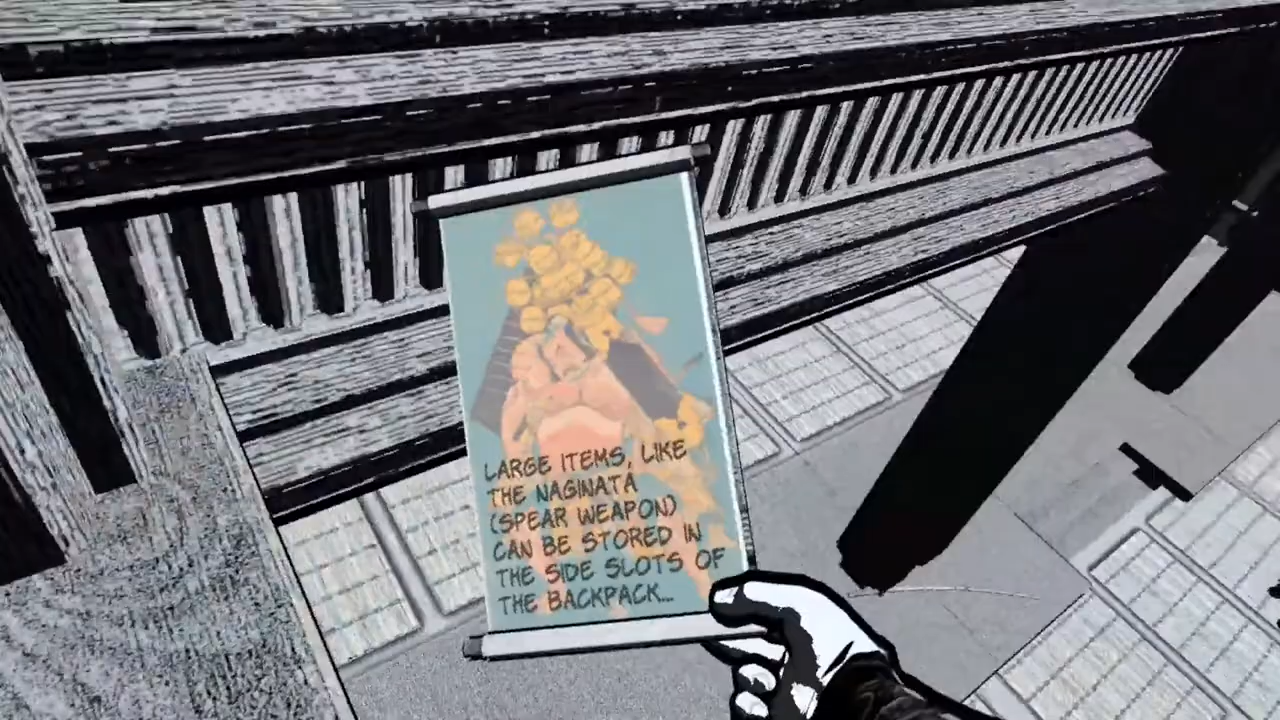 LARGE ITEMS, LIKE
THE NAGINATA
(SPEAR WEAPON)
CAN BE STORED IN
THE SIDE SLOTS OF
THE BACKPACK...